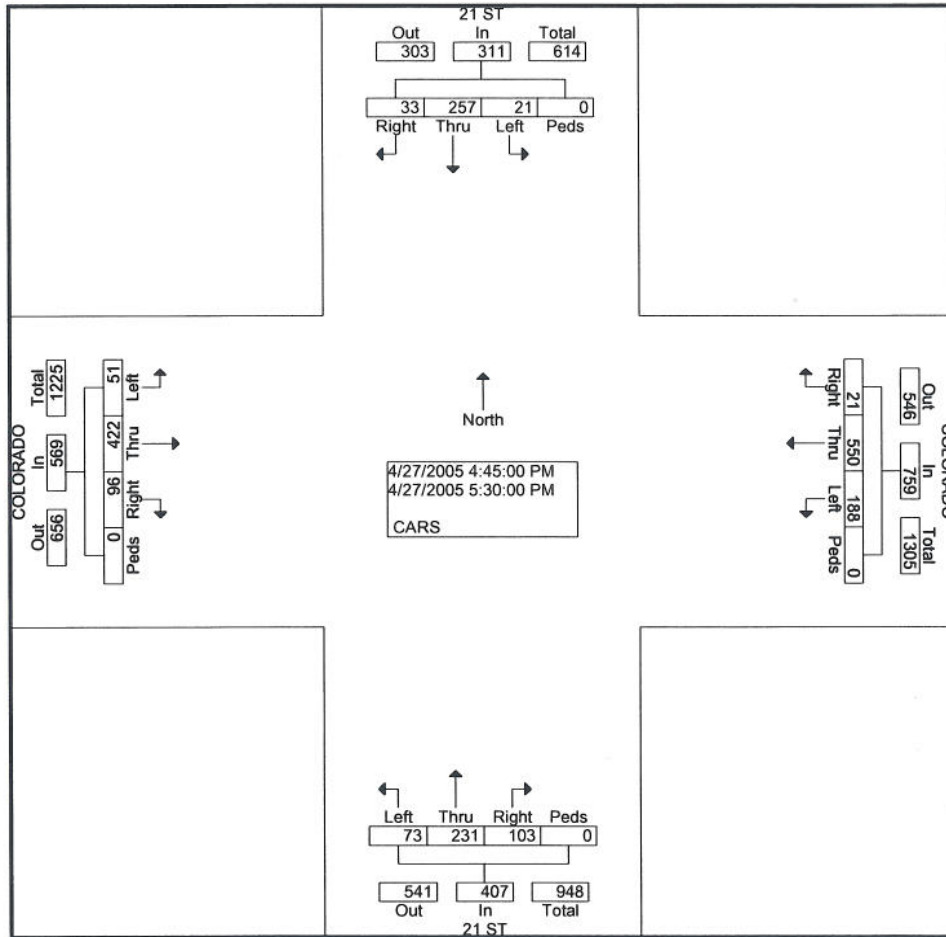 21 ST
Out In Total
303 311 614
33 257 21 0
Right Thru Left Peds
COLORADO
Total In Out
1225 569 656
51 422 96 0
Left Thru Right Peds
North
4/27/2005 4:45:00 PM
4/27/2005 5:30:00 PM
CARS
Right Thru Left Peds
21 550 188 0
Out In Total
546 759 1305
COLORADO
Left Thru Right Peds
73 231 103 0
541 407 948
Out In Total
21 ST